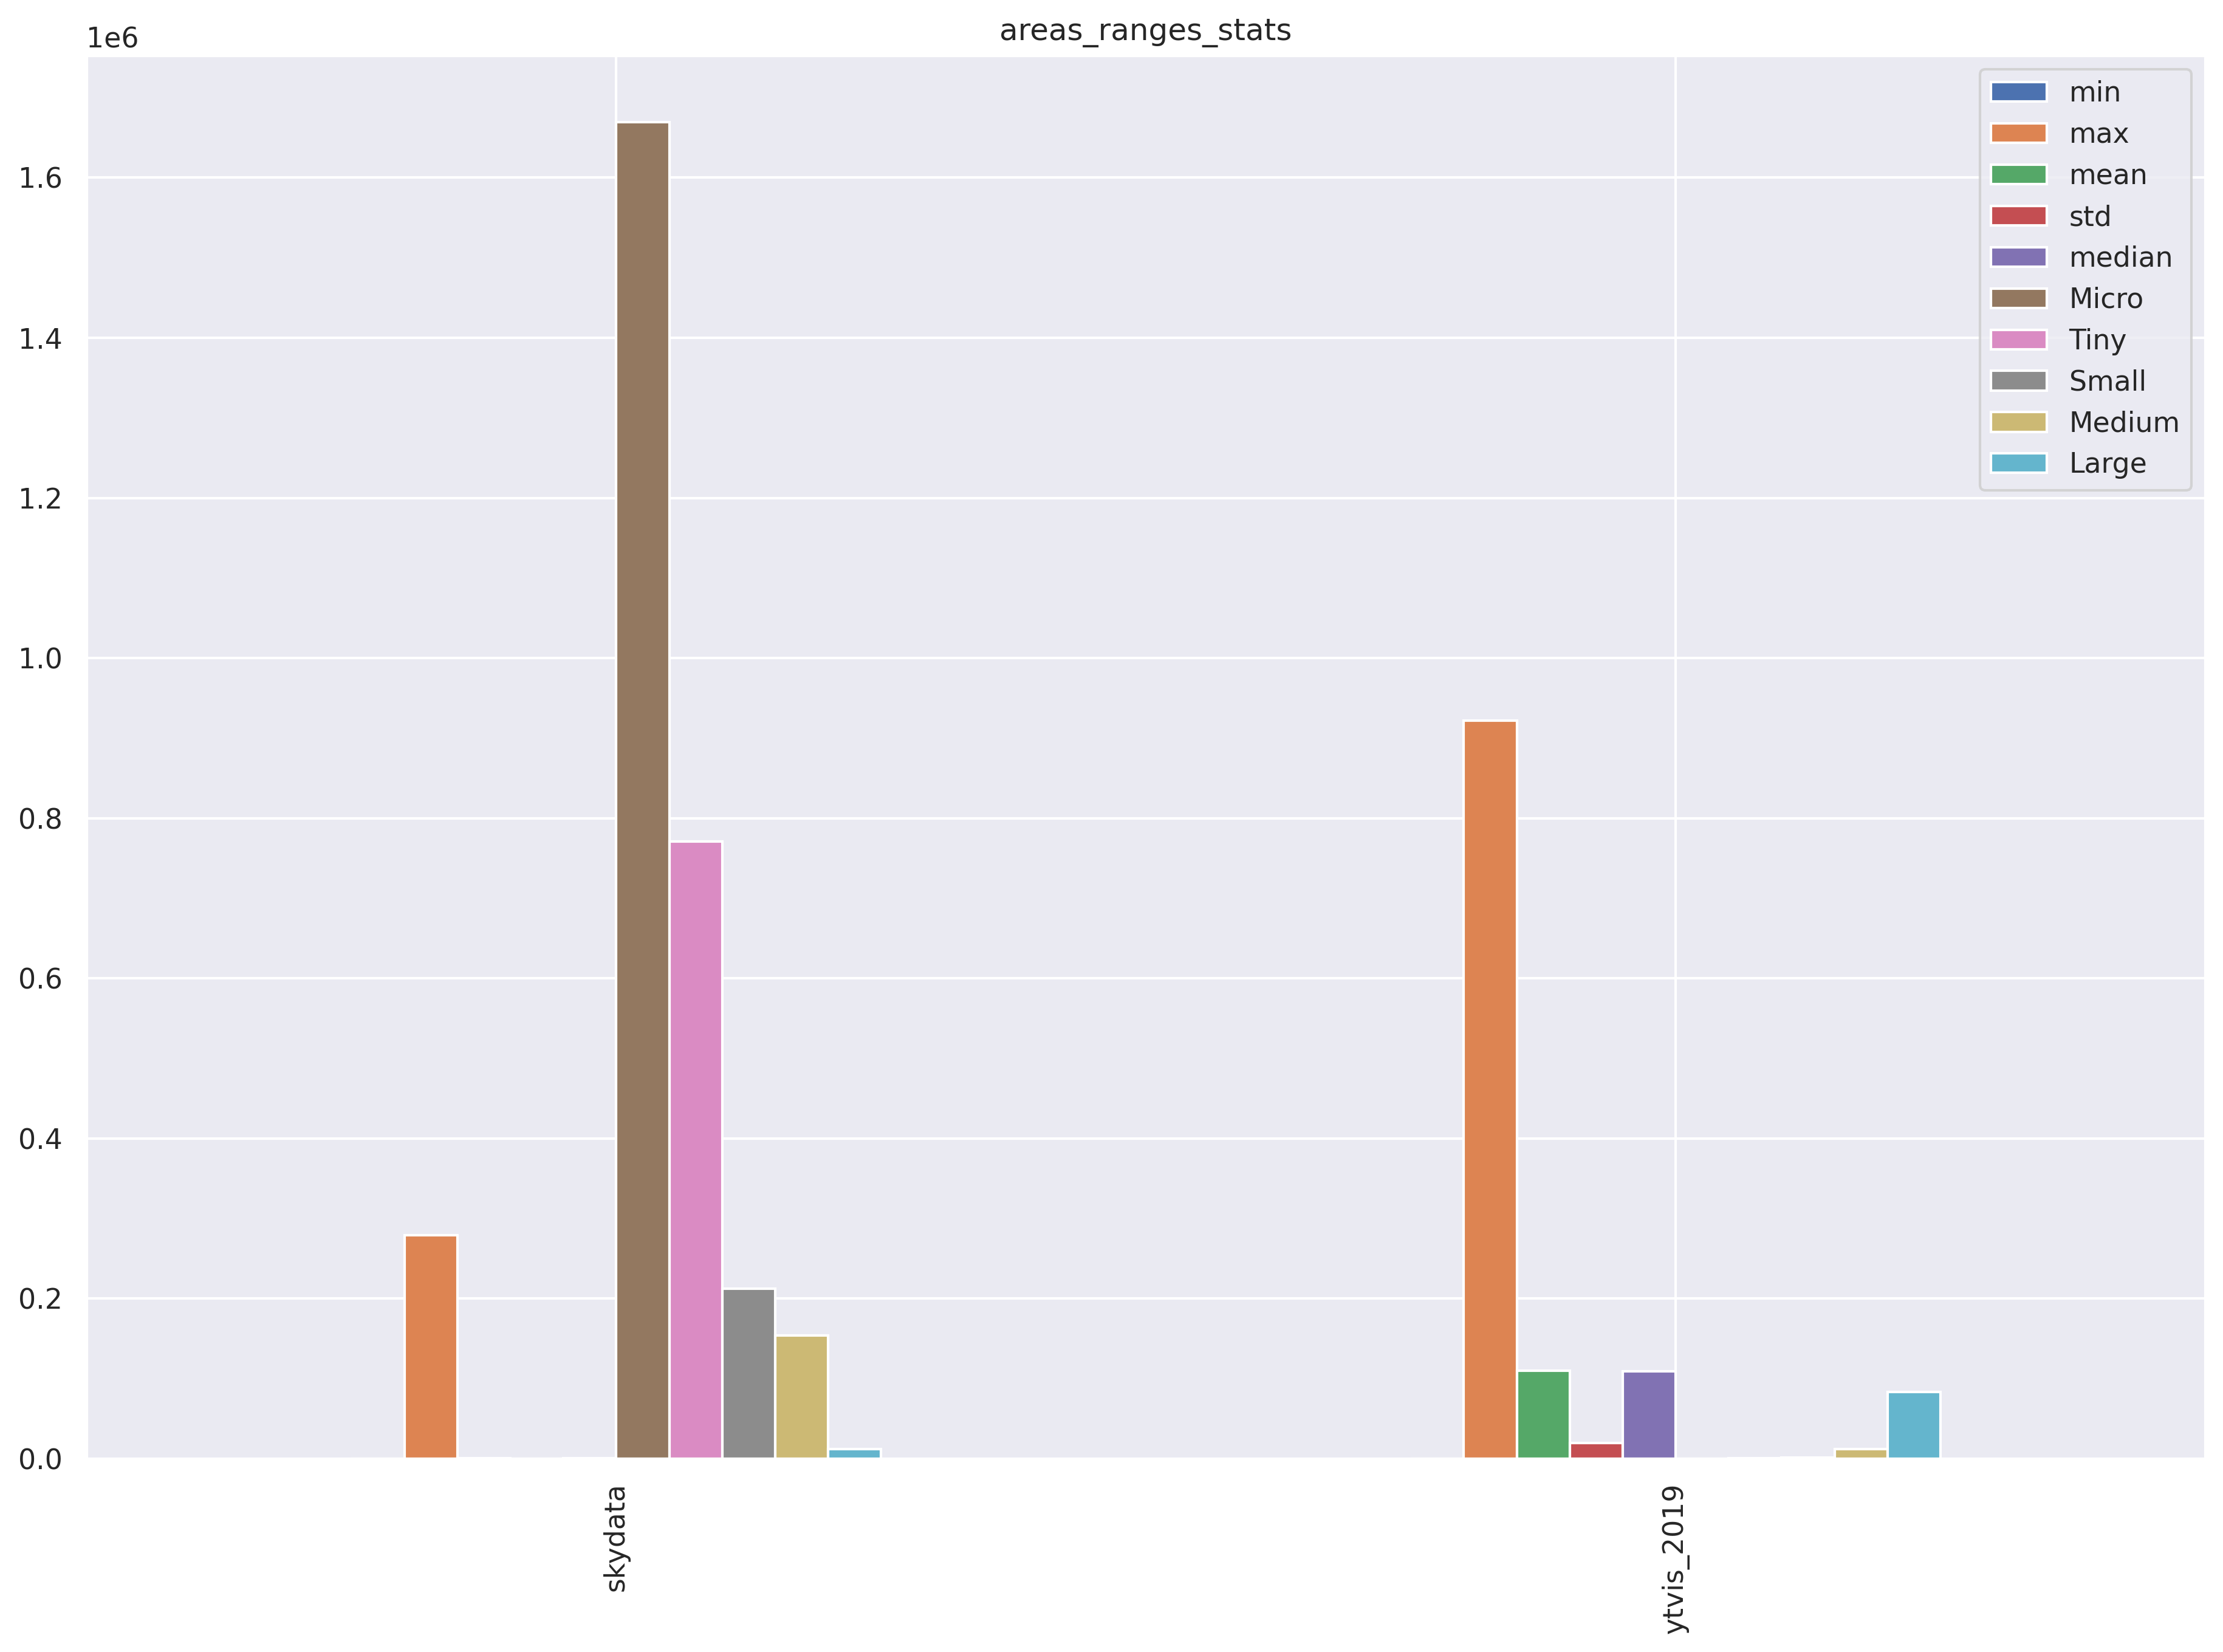 areas_ranges_stats
1e6
1.6
1.4
1.2
1.0
0.8
0.6
0.4
0.2
0.0
min
max
mean
std
median
Micro
Tiny
Small
Medium
Large
skydata
ytvis_2019